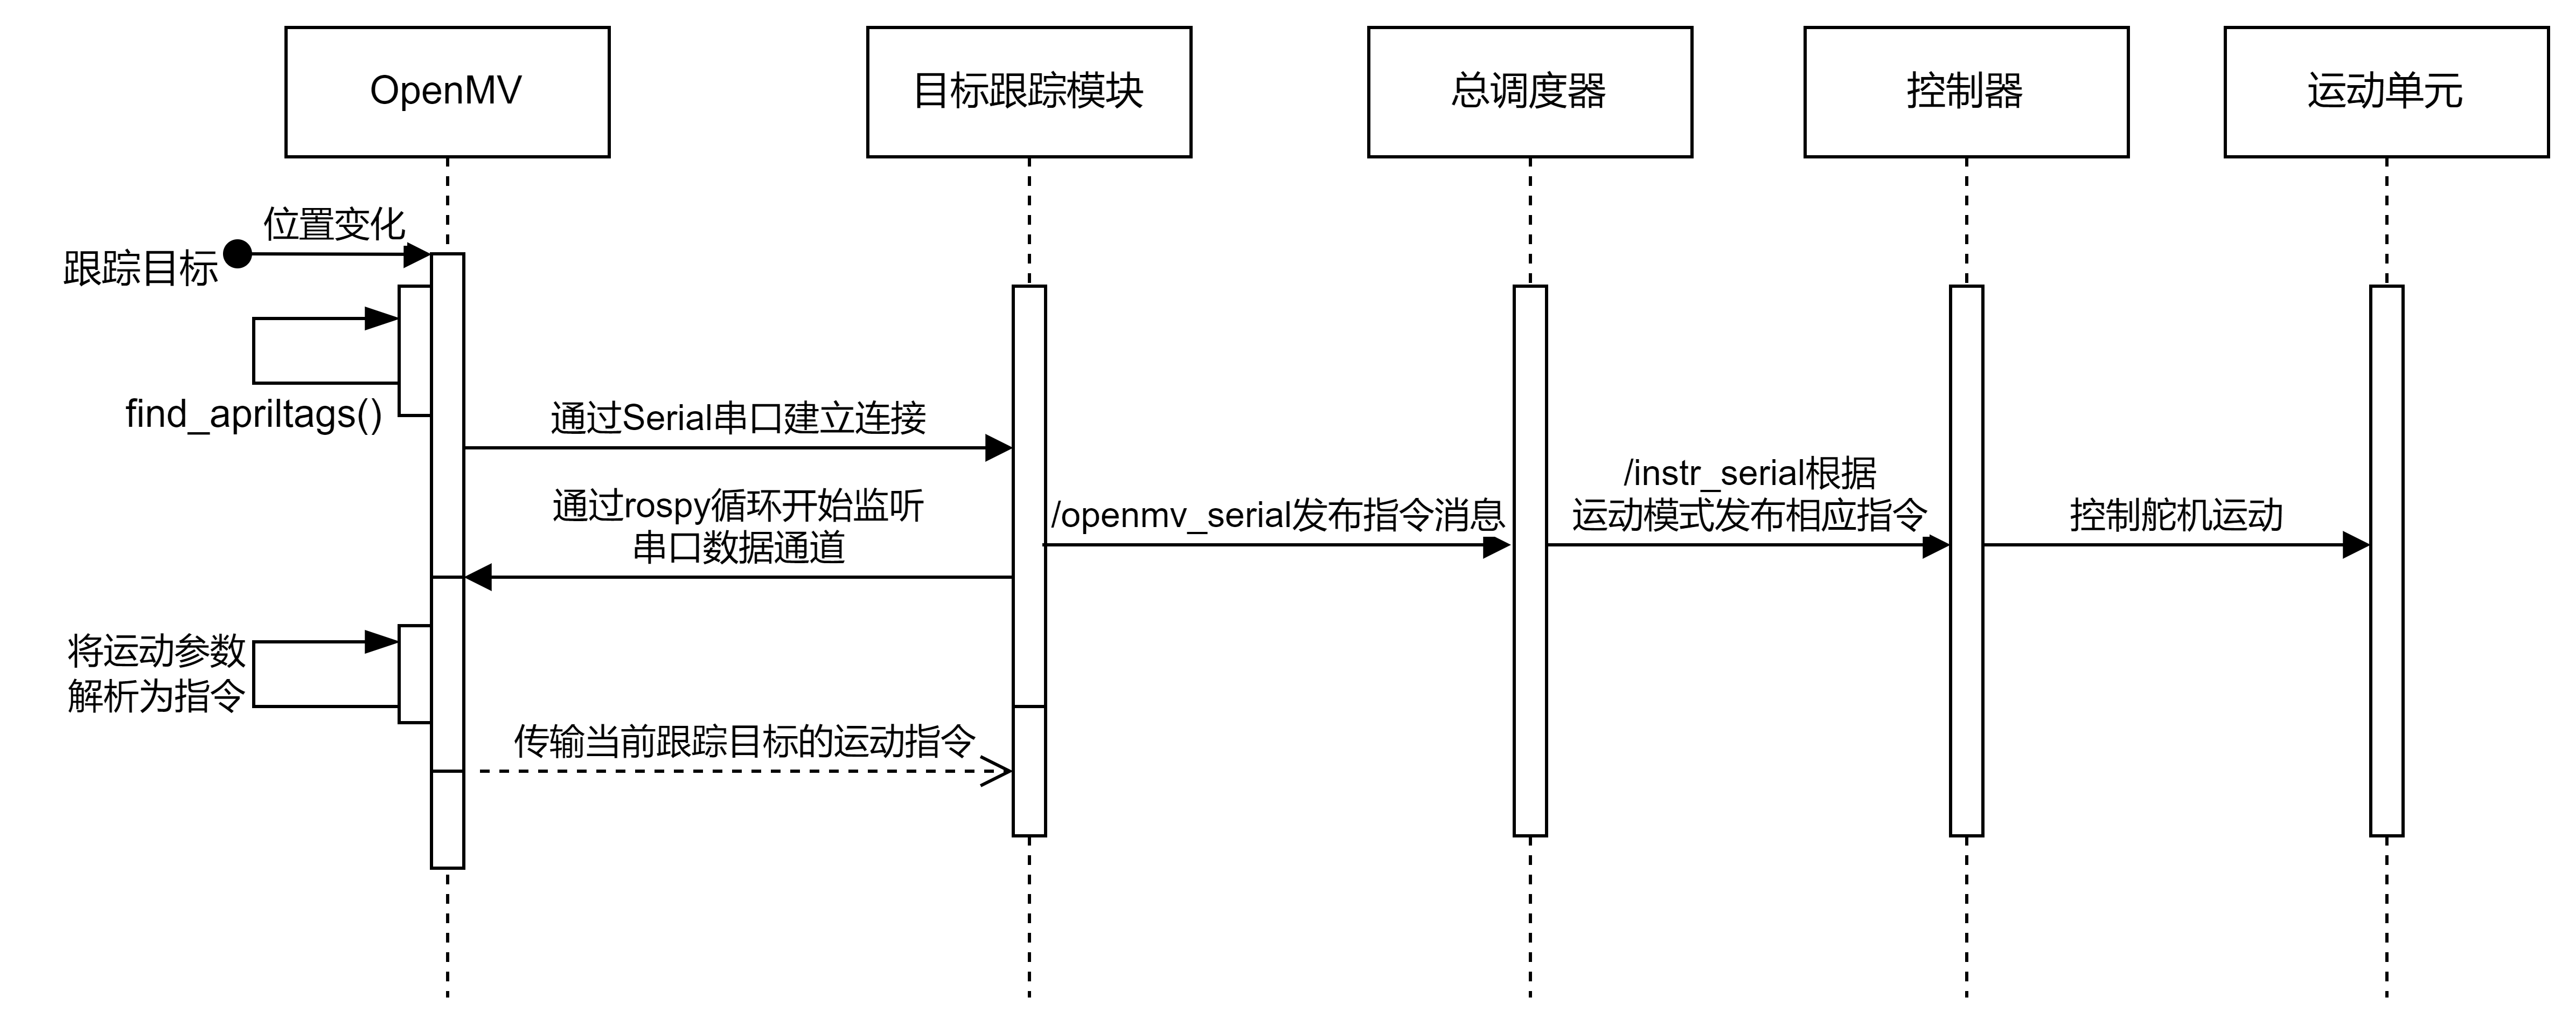 OpenMV
目标跟踪模块
总调度器
控制器
运动单元
位置变化
跟踪目标
find_apriltags()
通过Serial串口建立连接
通过rospy循环开始监听
串口数据通道
/openmv_serial发布指令消息
/instr_serial根据
运动模式发布相应指令
控制舵机运动
将运动参数
解析为指令
传输当前跟踪目标的运动指令